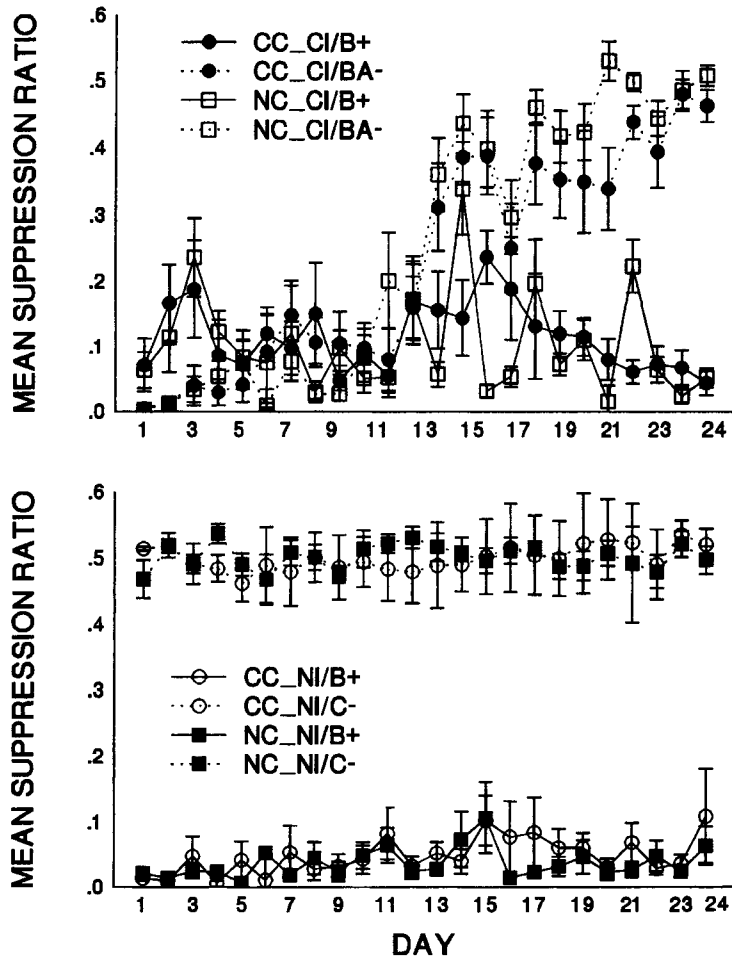 MEAN SUPPRESSION RATIO
.6
.5
.4
.3
.2
.1
.0
CC_CI/B+
CC_CI/BA-
NC_CI/B+
NC_CI/BA-
1 3 5 7 9 11 13 15 17 19 21 23 24
MEAN SUPPRESSION RATIO
.6
.5
.4
.3
.2
.1
.0
CC_NI/B+
CC_NI/C-
NC_NI/B+
NC_NI/C-
1 3 5 7 9 11 13 15 17 19 21 23 24
DAY